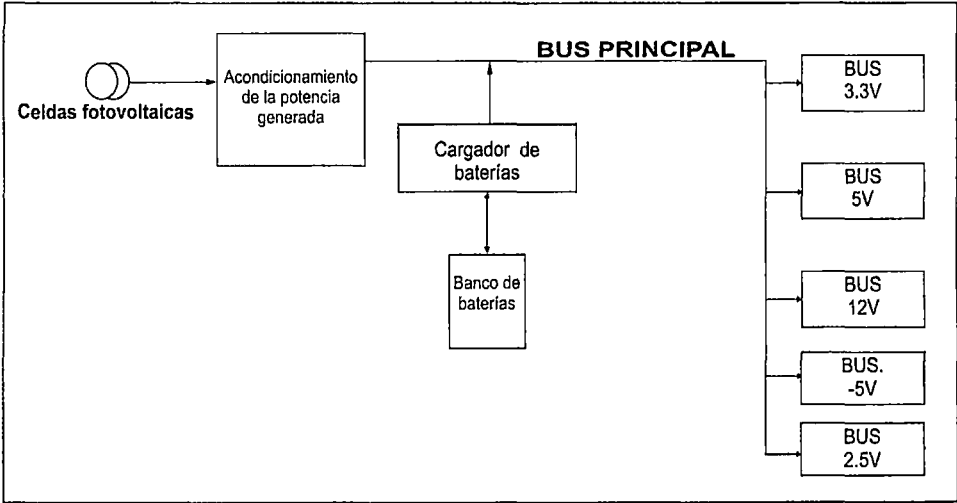 BUS PRINCIPAL
Acondicionamiento
de la potencia
generada
Celdas fotovoltaicas
Cargador de
baterías
Banco de
baterías
BUS
3.3V
BUS
5V
BUS
12V
BUS.
-5V
BUS
2.5V